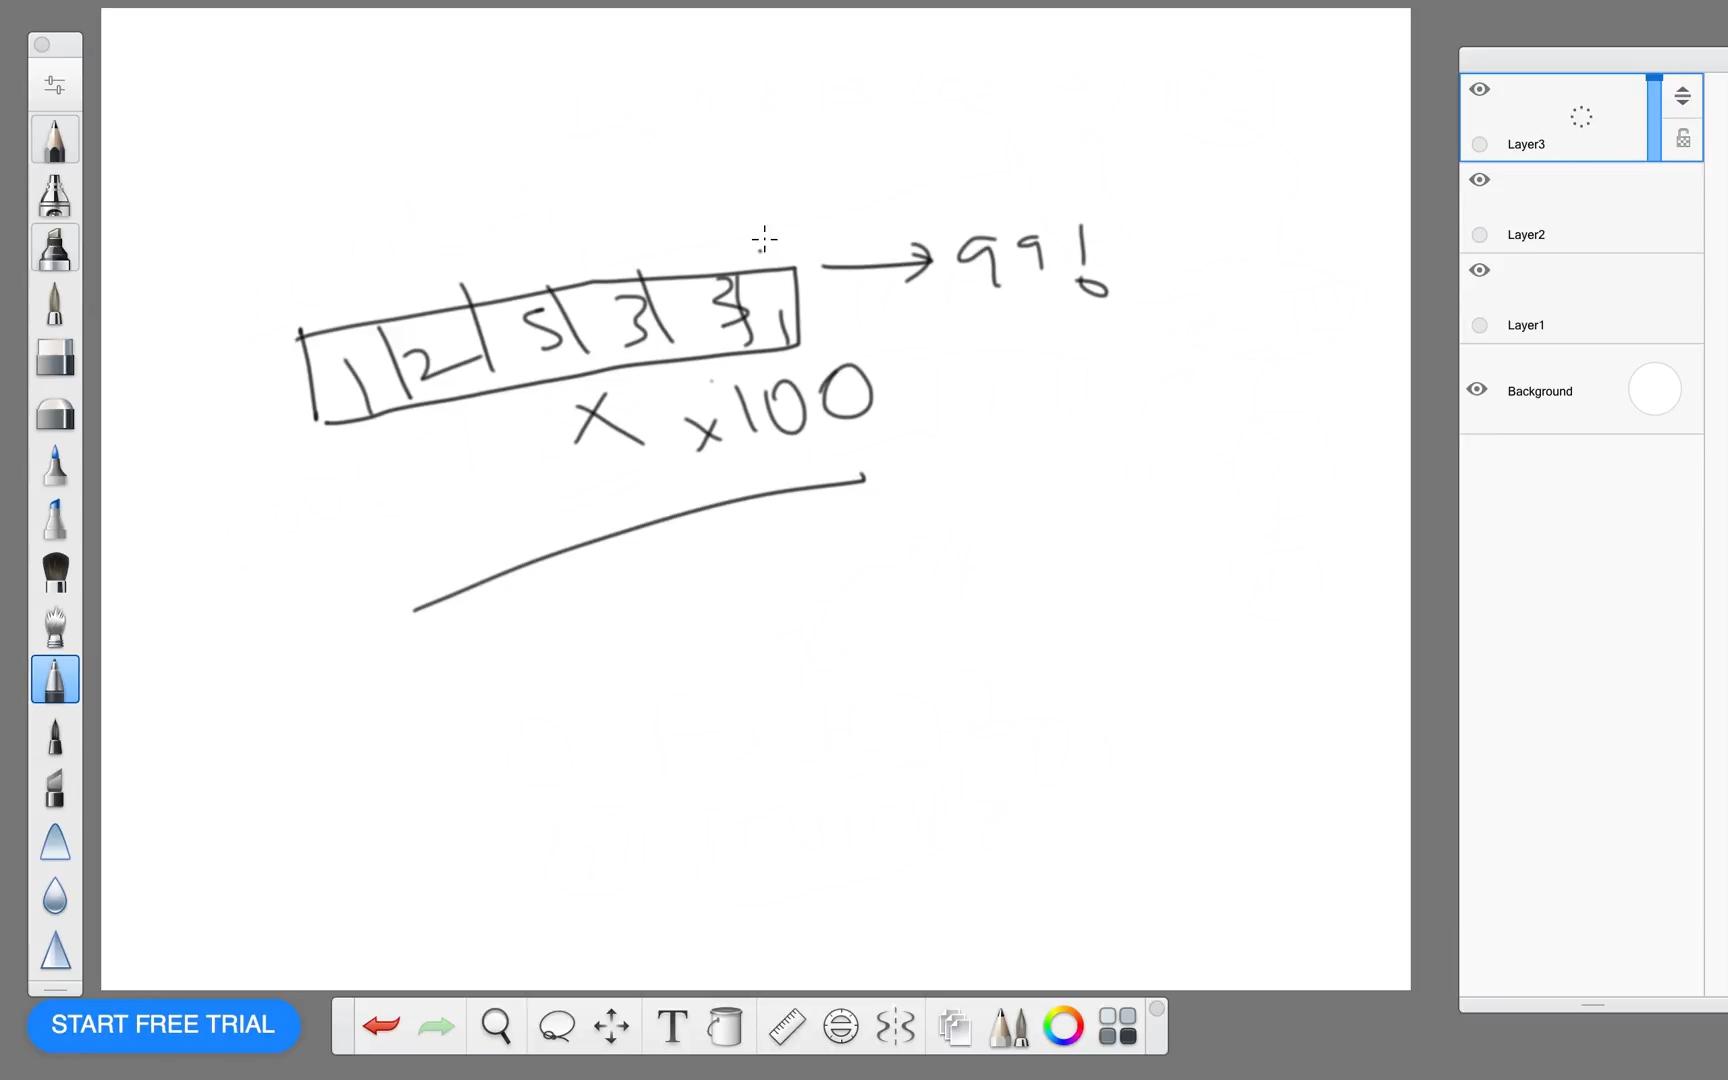 1 2 5 3 3 1 → 99!
X x100
Layer3
Layer2
Layer1
Background
START FREE TRIAL
T